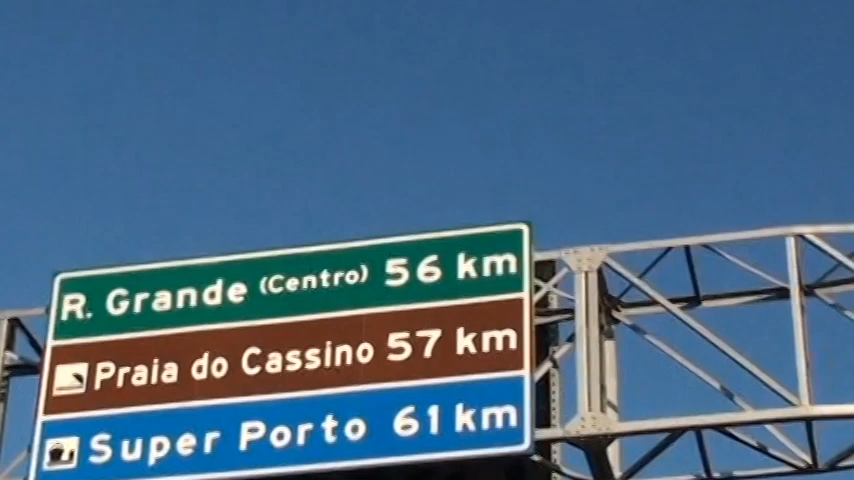 R. Grande (Centro) 56 km
Praia do Cassino 57 km
Super Porto 61 km